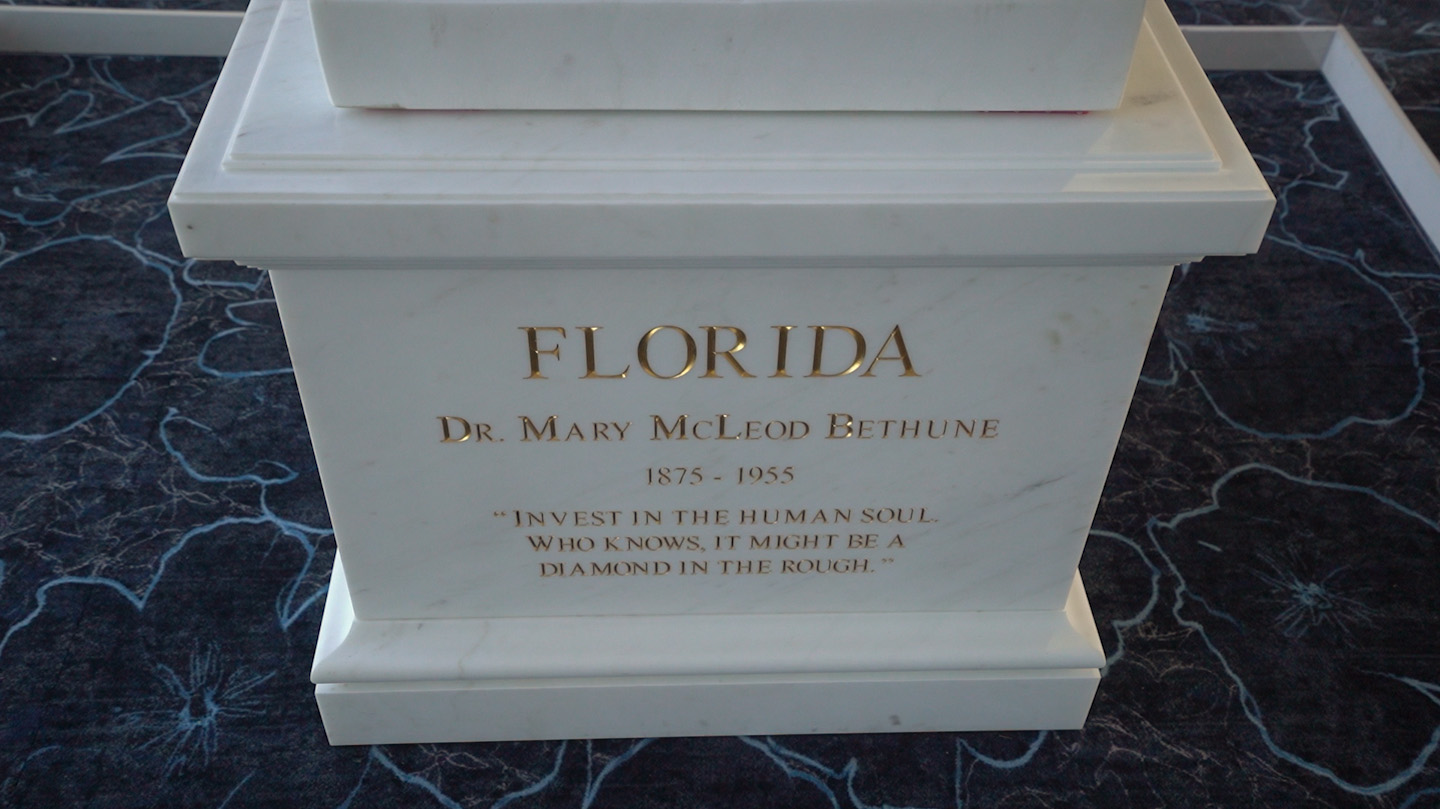 FLORIDA
DR. MARY MCLEOD BETHUNE
1875 - 1955
“INVEST IN THE HUMAN SOUL.
WHO KNOWS, IT MIGHT BE A
DIAMOND IN THE ROUGH.”